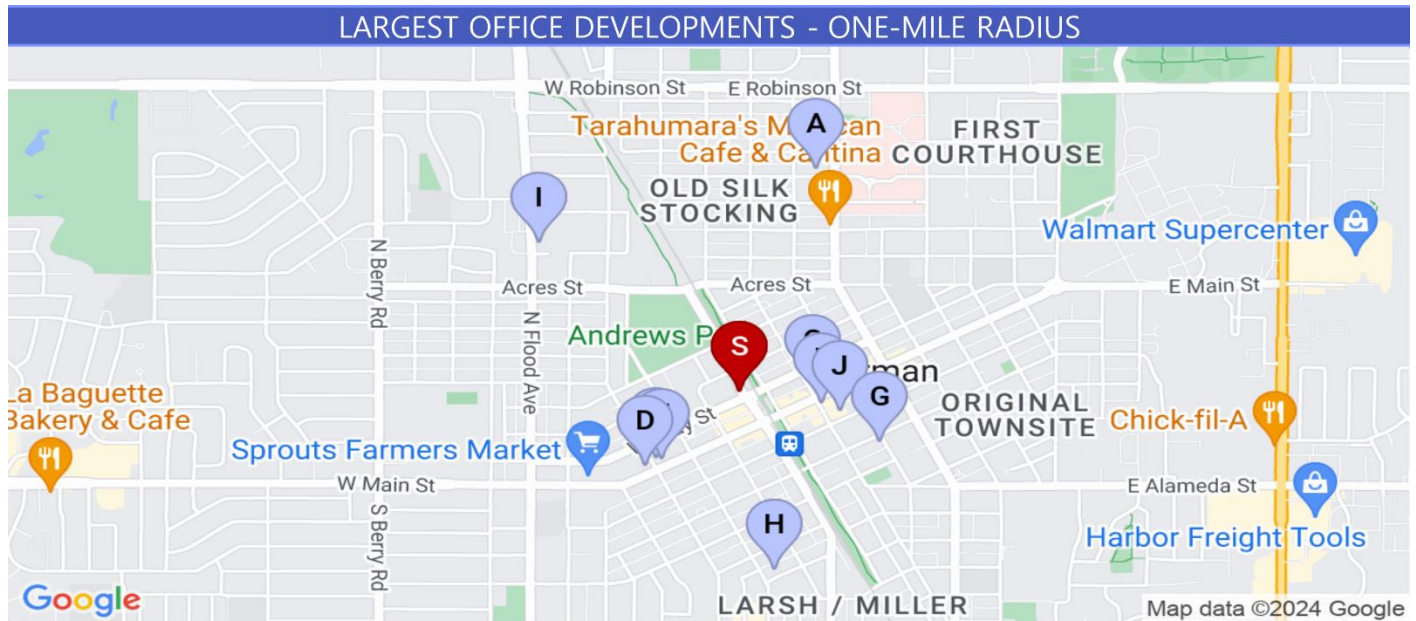 LARGEST OFFICE DEVELOPMENTS - ONE-MILE RADIUS
W Robinson St
E Robinson St
A
Tarahumara's M can
Cafe & Cantina
FIRST
COURTHOUSE
OLD SILK
STOCKING
I
Walmart Supercenter
N Berry Rd
Acres St
Acres St
E Main St
N Flood Ave
Andrews P
S
J
rman
G
La Baguette
Bakery & Cafe
D
y St
ORIGINAL
TOWNSITE
Chick-fil-A
Sprouts Farmers Market
W Main St
E Alameda St
S Berry Rd
H
Harbor Freight Tools
Google
LARSH / MILLER
Map data ©2024 Google